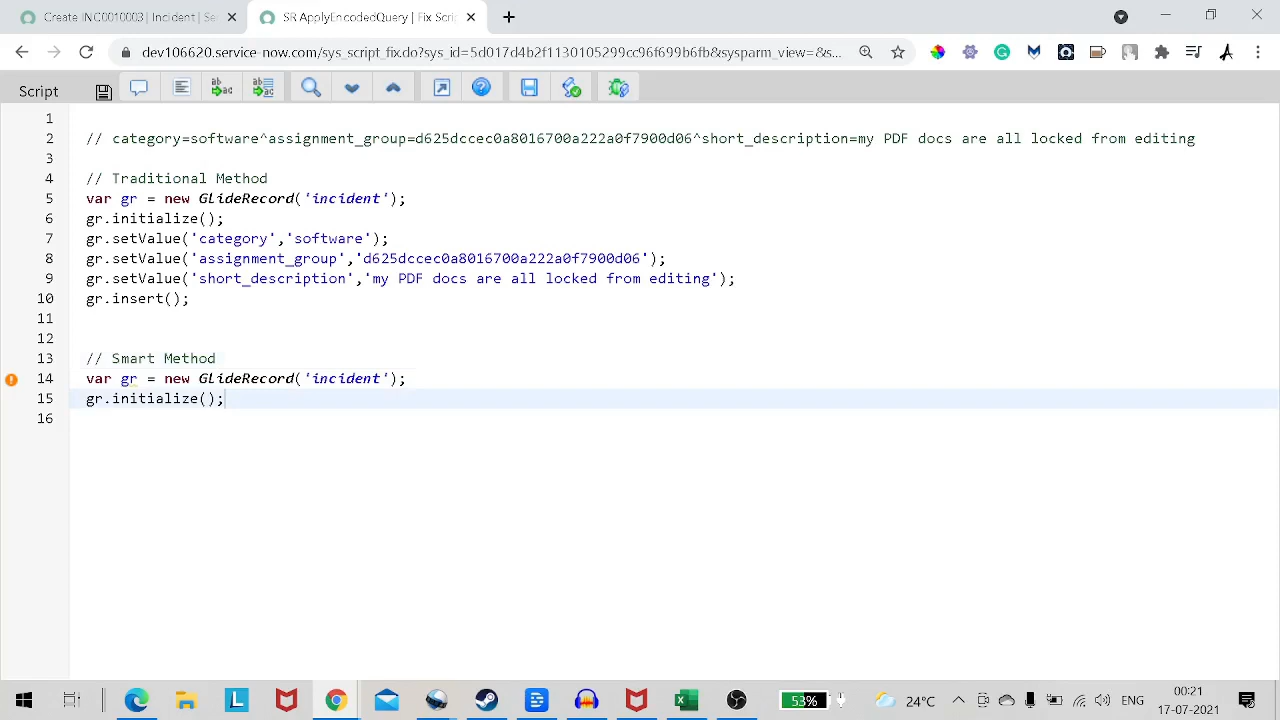 Create INC0010003 | Incident | Se
SR ApplyEncodedQuery | Fix Scrip
dev106620.service-now.com/sys_script_fix.do?sys_id=5d017d4b2f1130105299cc96f699b6fb&sysprm_view=&s...
Script
1
2 // category=software^assignment_group=d625dccec0a8016700a222a0f7900d06^short_description=my PDF docs are all locked from editing
3
4 // Traditional Method
5 var gr = new GlideRecord('incident');
6 gr.initialize();
7 gr.setValue('category','software');
8 gr.setValue('assignment_group','d625dccec0a8016700a222a0f7900d06');
9 gr.setValue('short_description','my PDF docs are all locked from editing');
10 gr.insert();
11
12
13 // Smart Method
14 var gr = new GlideRecord('incident');
15 gr.initialize();
16
53%
24°C
ENG
00:21
17-07-2021